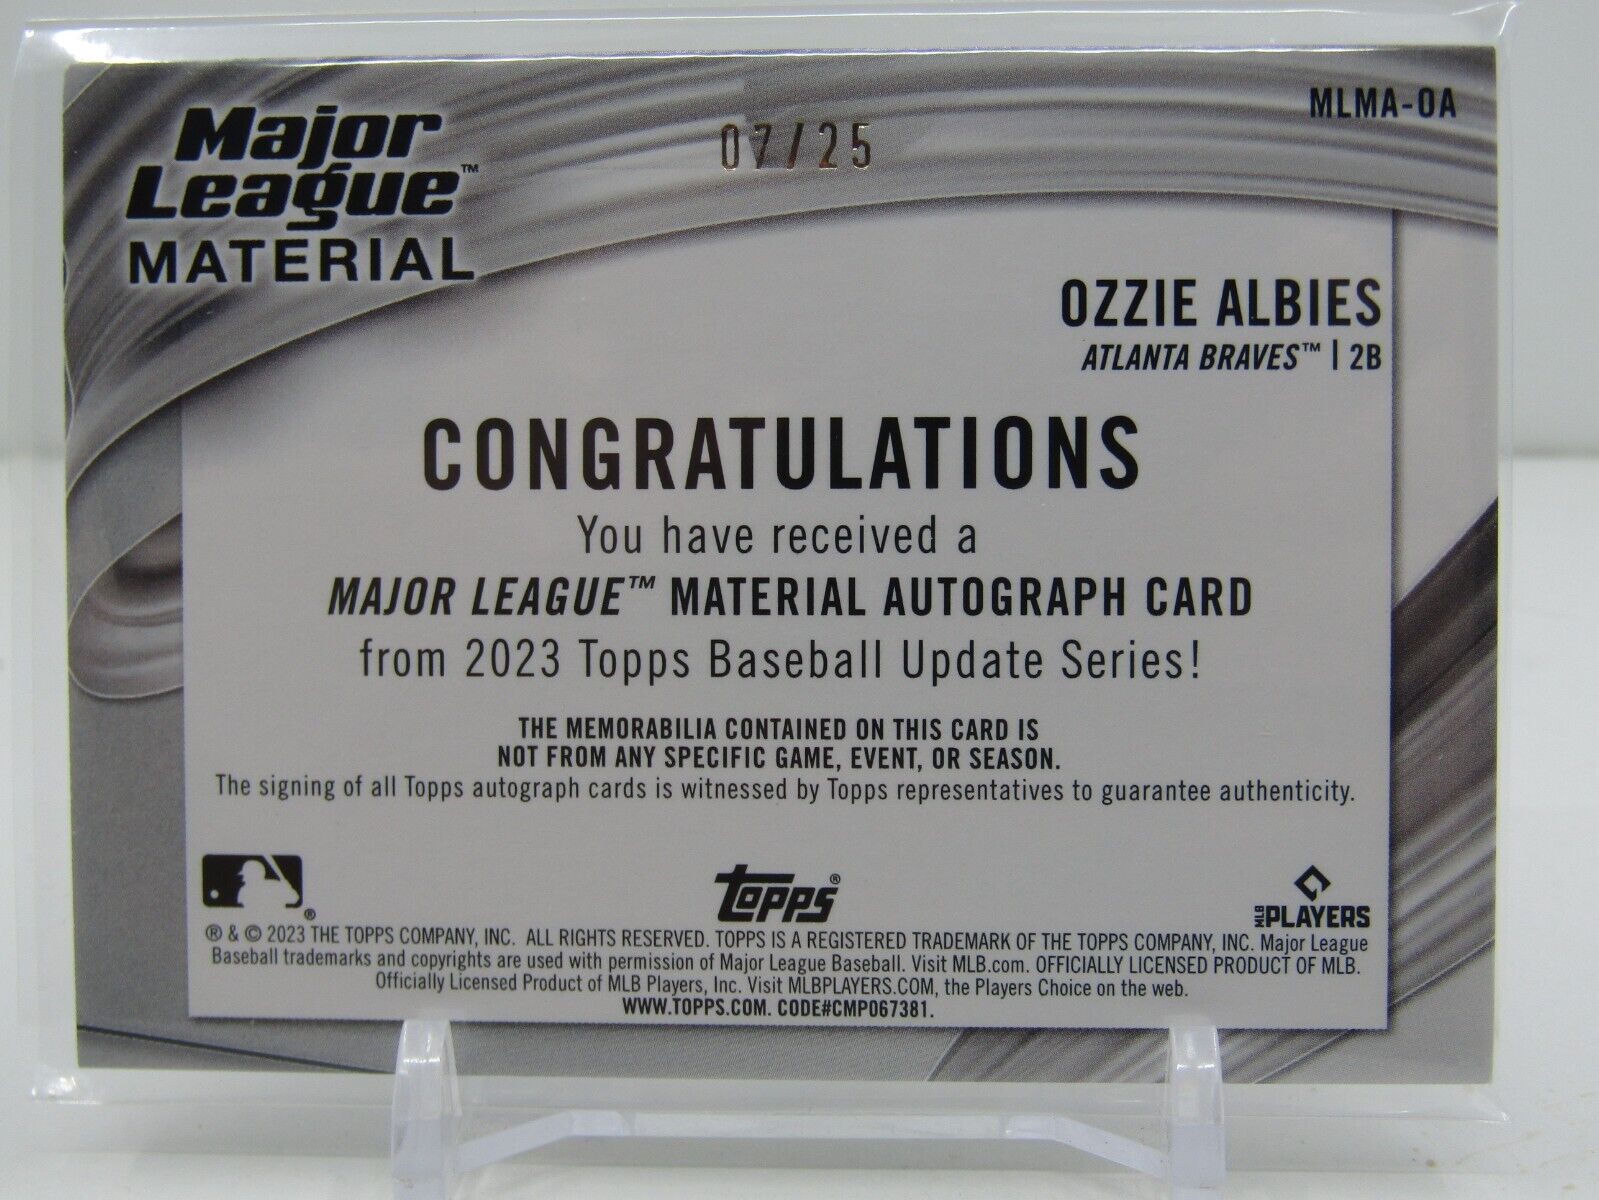 Major
League™
MATERIAL
07/25
MLMA-OA
OZZIE ALBIES
ATLANTA BRAVES™ | 2B
CONGRATULATIONS
You have received a
MAJOR LEAGUE™ MATERIAL AUTOGRAPH CARD
from 2023 Topps Baseball Update Series!
THE MEMORABILIA CONTAINED ON THIS CARD IS
NOT FROM ANY SPECIFIC GAME, EVENT, OR SEASON.
The signing of all Topps autograph cards is witnessed by Topps representatives to guarantee authenticity.
®
topps®
MLB PLAYERS
® & © 2023 THE TOPPS COMPANY, INC. ALL RIGHTS RESERVED. TOPPS IS A REGISTERED TRADEMARK OF THE TOPPS COMPANY, INC. Major League
Baseball trademarks and copyrights are used with permission of Major League Baseball. Visit MLB.com. OFFICIALLY LICENSED PRODUCT OF MLB.
Officially Licensed Product of MLB Players, Inc. Visit MLBPLAYERS.COM, the Players Choice on the web.
WWW.TOPPS.COM. CODE#CMP067381.